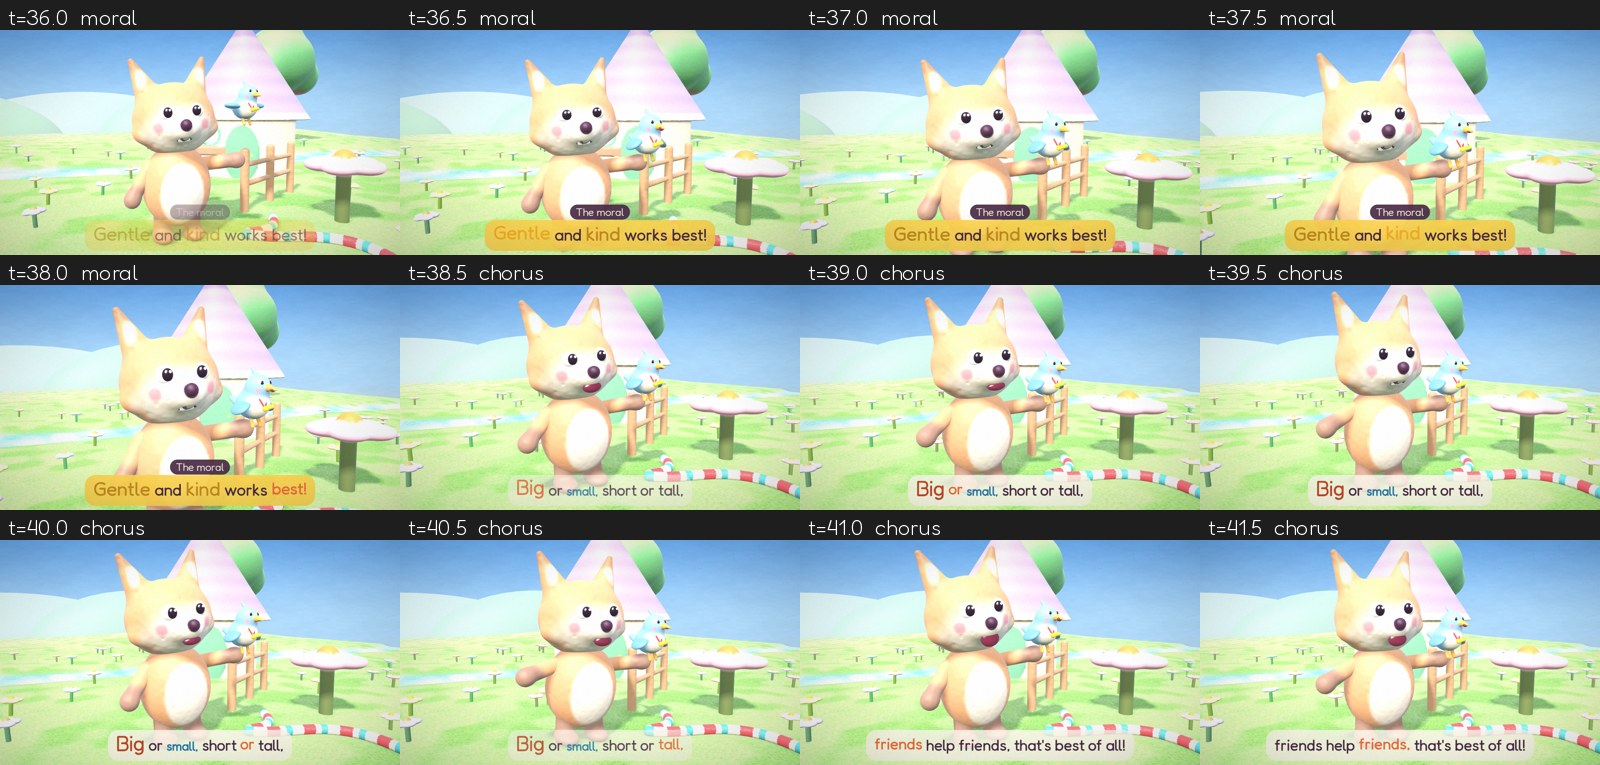 t=36.0 moral
The moral
Gentle and kind works best!
t=36.5 moral
The moral
Gentle and kind works best!
t=37.0 moral
The moral
Gentle and kind works best!
t=37.5 moral
The moral
Gentle and kind works best!
t=38.0 moral
The moral
Gentle and kind works best!
t=38.5 chorus
Big or small, short or tall,
t=39.0 chorus
Big or small, short or tall,
t=39.5 chorus
Big or small, short or tall,
t=40.0 chorus
Big or small, short or tall,
t=40.5 chorus
Big or small, short or tall,
t=41.0 chorus
friends help friends, that's best of all!
t=41.5 chorus
friends help friends, that's best of all!